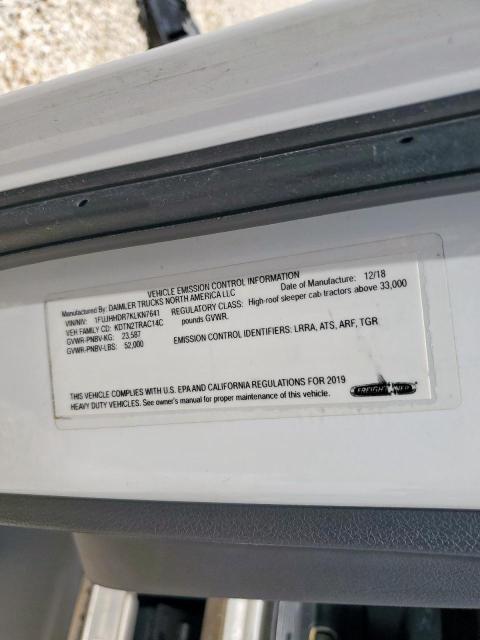 VEHICLE EMISSION CONTROL INFORMATION
Manufactured By: DAIMLER TRUCKS NORTH AMERICA LLC Date of Manufacture: 12/18
VIN/NIV: 1FUJHHDR7KLKN7641 REGULATORY CLASS: High-roof sleeper cab tractors above 33,000
VEH FAMILY CD: KDTN2TRAC14C pounds GVWR.
GVWR-PNBV-KG: 23,587
GVWR-PNBV-LBS: 52,000 EMISSION CONTROL IDENTIFIERS: LRRA, ATS, ARF, TGR
THIS VEHICLE COMPLIES WITH U.S. EPA AND CALIFORNIA REGULATIONS FOR 2019
HEAVY DUTY VEHICLES. See owner's manual for proper maintenance of this vehicle.
FREIGHTLINER